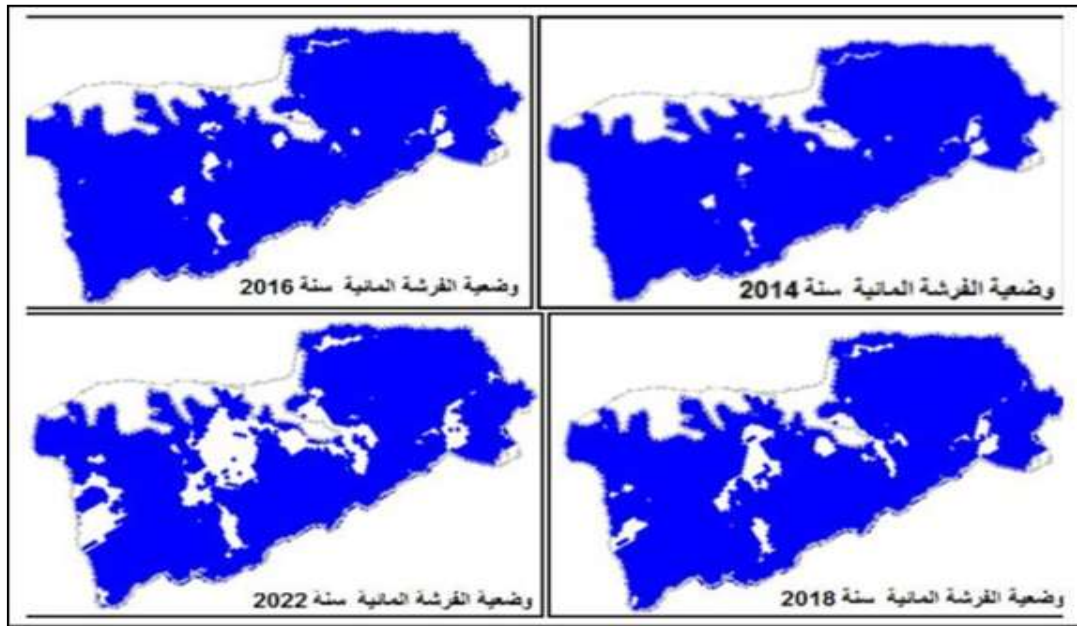 وضعية الفرشة المائية سنة 2014
وضعية الفرشة المائية سنة 2016
وضعية الفرشة المائية سنة 2018
وضعية الفرشة المائية سنة 2022